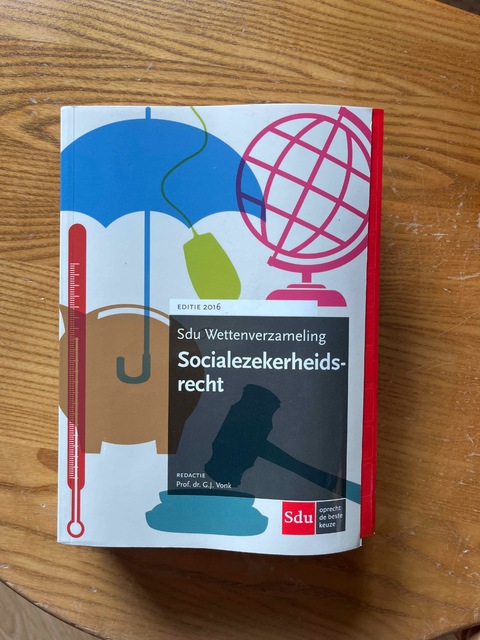 EDITIE 2016
Sdu Wettenverzameling
Socialezekerheids-
recht
REDACTIE
Prof. dr. G.J. Vonk
Sdu
oprecht
de beste
keuze